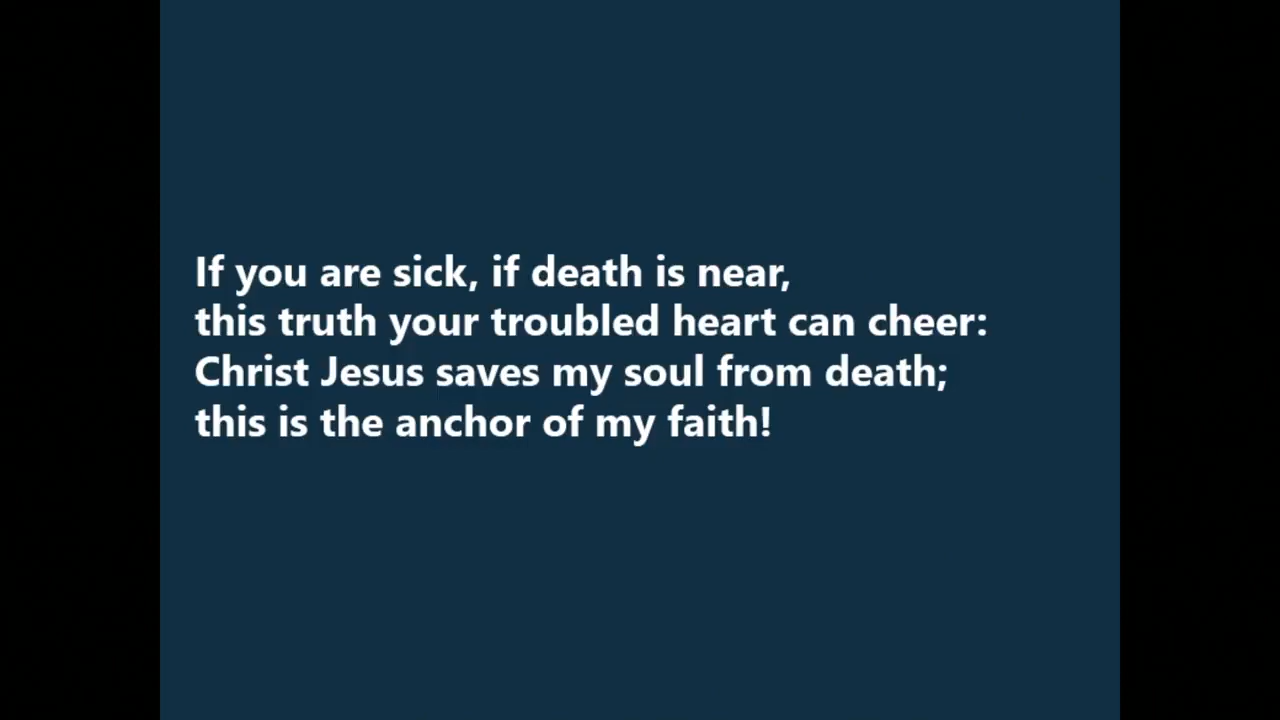 If you are sick, if death is near,
this truth your troubled heart can cheer:
Christ Jesus saves my soul from death;
this is the anchor of my faith!